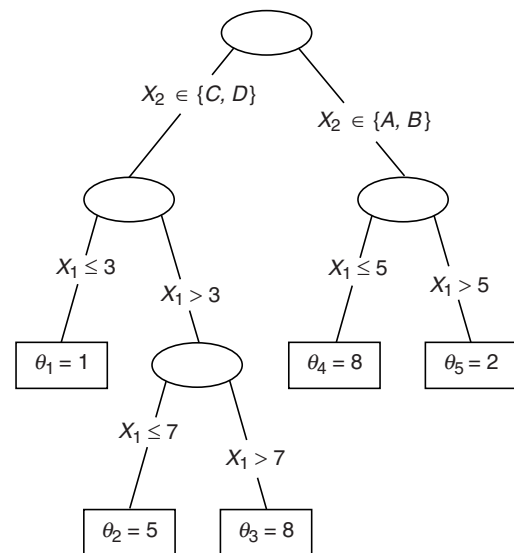 X₂ ∈ {C, D}
X₂ ∈ {A, B}
X₁ ≤ 3
X₁ > 3
X₁ ≤ 5
X₁ > 5
θ₁ = 1
θ₄ = 8
θ₅ = 2
X₁ ≤ 7
X₁ > 7
θ₂ = 5
θ₃ = 8